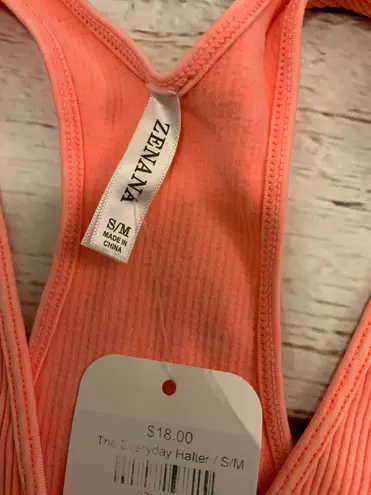 ZENANA
S/M
MADE IN
CHINA
$18.00
The Everyday Halter / S/M